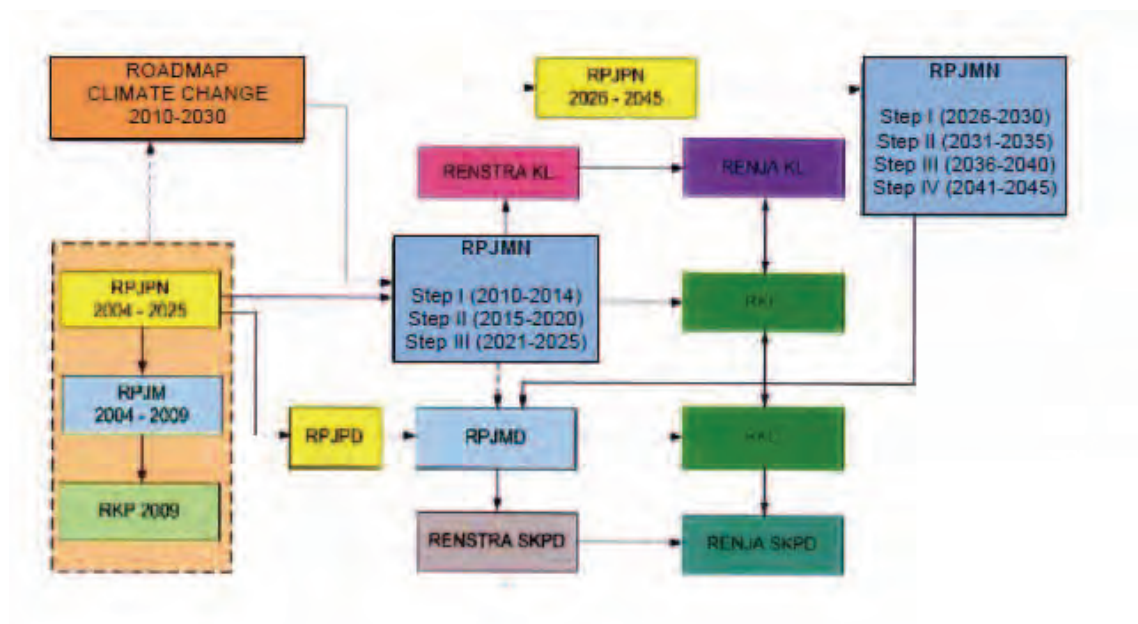 ROADMAP
CLIMATE CHANGE
2010-2030
RPJPN
2026 - 2045
RPJMN
Step I (2026-2030)
Step II (2031-2035)
Step III (2036-2040)
Step IV (2041-2045)
RENSTRA KL
RENJA KL
RPJPN
2004 - 2025
RPJMN
Step I (2010-2014)
Step II (2015-2020)
Step III (2021-2025)
RPJM
2004 - 2009
RPJPD
RPJMD
RKP 2009
RENSTRA SKPD
RENJA SKPD